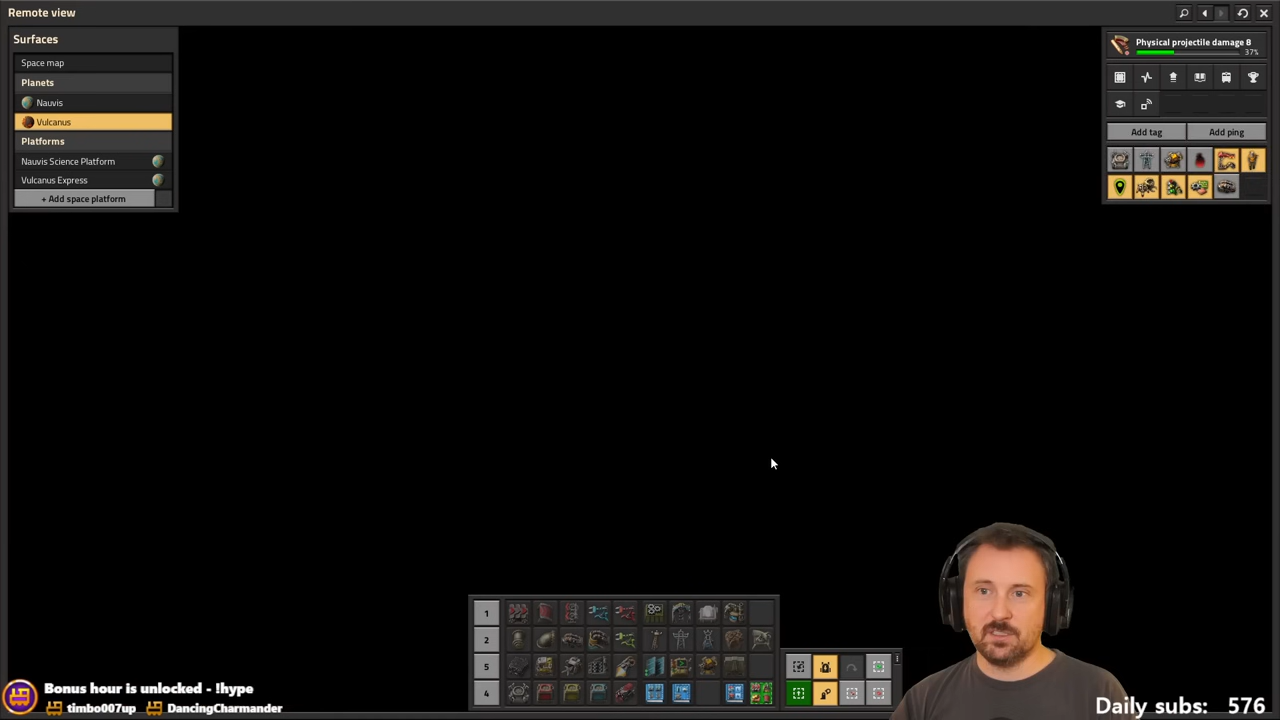 Remote view
Surfaces
Space map
Planets
Nauvis
Vulcanus
Platforms
Nauvis Science Platform
Vulcanus Express
+ Add space platform
Physical projectile damage 8
37%
Add tag
Add ping
1
2
5
4
Bonus hour is unlocked - !hype
timbo007up DancingCharmander
Daily subs: 576